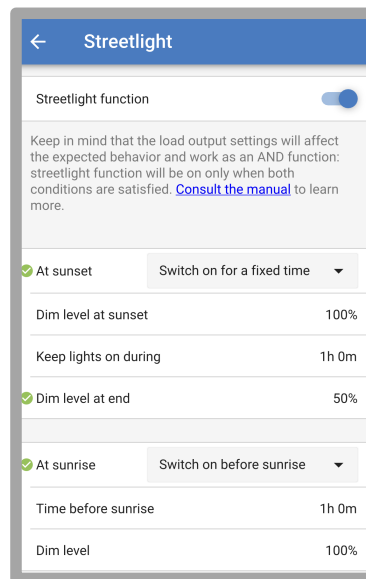 Streetlight
Streetlight function
Keep in mind that the load output settings will affect
the expected behavior and work as an AND function:
streetlight function will be on only when both
conditions are satisfied. Consult the manual to learn
more.
At sunset Switch on for a fixed time
Dim level at sunset 100%
Keep lights on during 1h 0m
Dim level at end 50%
At sunrise Switch on before sunrise
Time before sunrise 1h 0m
Dim level 100%